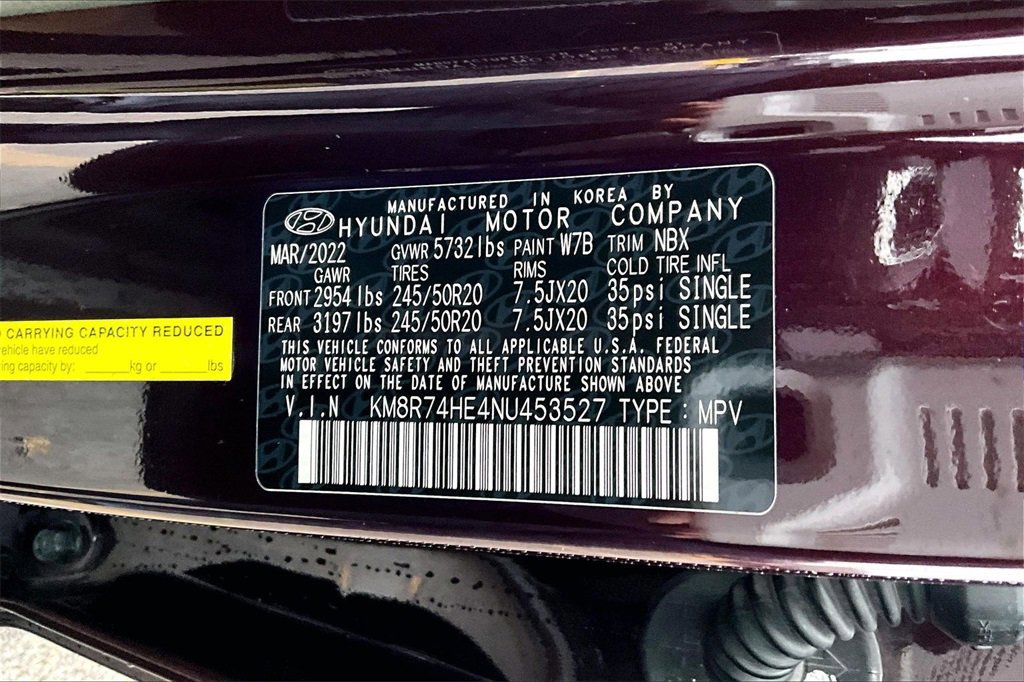 MANUFACTURED IN KOREA BY
HYUNDAI MOTOR COMPANY
MAR/2022 GVWR 5732lbs PAINT W7B TRIM NBX
GAWR TIRES RIMS COLD TIRE INFL
FRONT 2954lbs 245/50R20 7.5JX20 35psi SINGLE
REAR 3197lbs 245/50R20 7.5JX20 35psi SINGLE
THIS VEHICLE CONFORMS TO ALL APPLICABLE U.S.A. FEDERAL
MOTOR VEHICLE SAFETY AND THEFT PREVENTION STANDARDS
IN EFFECT ON THE DATE OF MANUFACTURE SHOWN ABOVE
V.I.N KM8R74HE4NU453527 TYPE : MPV
CARRYING CAPACITY REDUCED
vehicle have reduced
capacity by: ______kg or ______lbs